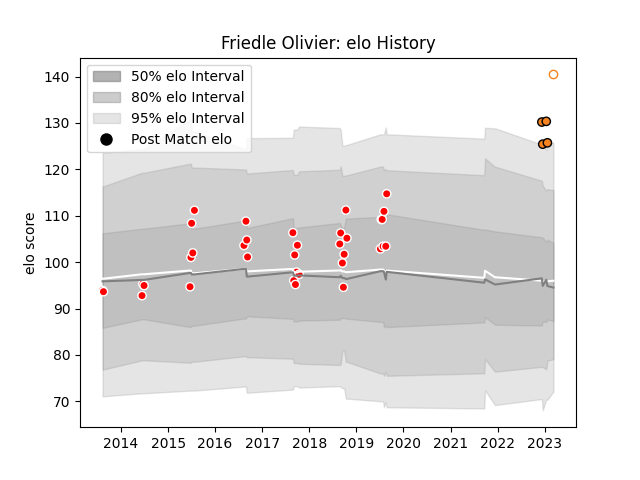 Friedle Olivier: elo History
50% elo Interval
80% elo Interval
95% elo Interval
Post Match elo
elo score
140
130
120
110
100
90
80
70
2014 2015 2016 2017 2018 2019 2020 2021 2022 2023